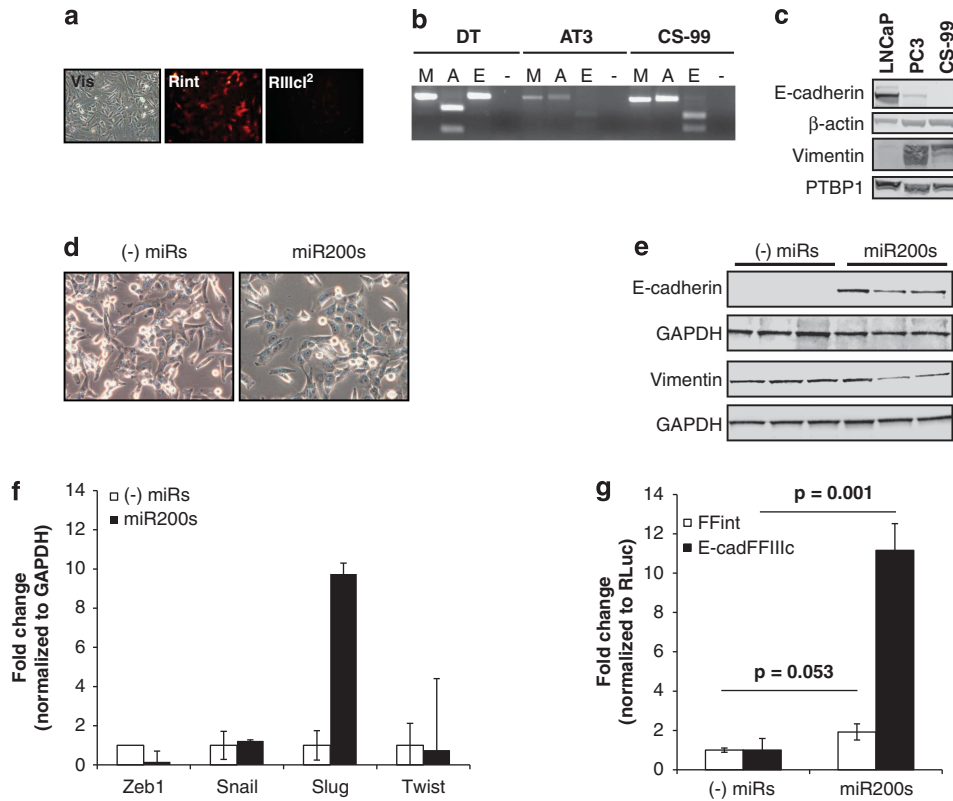 a
Vis
Rint
RIIIcI²
b
DT AT3 CS-99
M A E - M A E - M A E -
c
LNCaP
PC3
CS-99
E-cadherin
β-actin
Vimentin
PTBP1
d
(-) miRs miR200s
e
(-) miRs miR200s
E-cadherin
GAPDH
Vimentin
GAPDH
f
Fold change
(normalized to GAPDH)
14
12
10
8
6
4
2
0
(-) miRs
miR200s
Zeb1 Snail Slug Twist
g
Fold change
(normalized to RLuc)
14
12
10
8
6
4
2
0
p = 0.001
FFint
E-cadFFIIIc
p = 0.053
(-) miRs miR200s